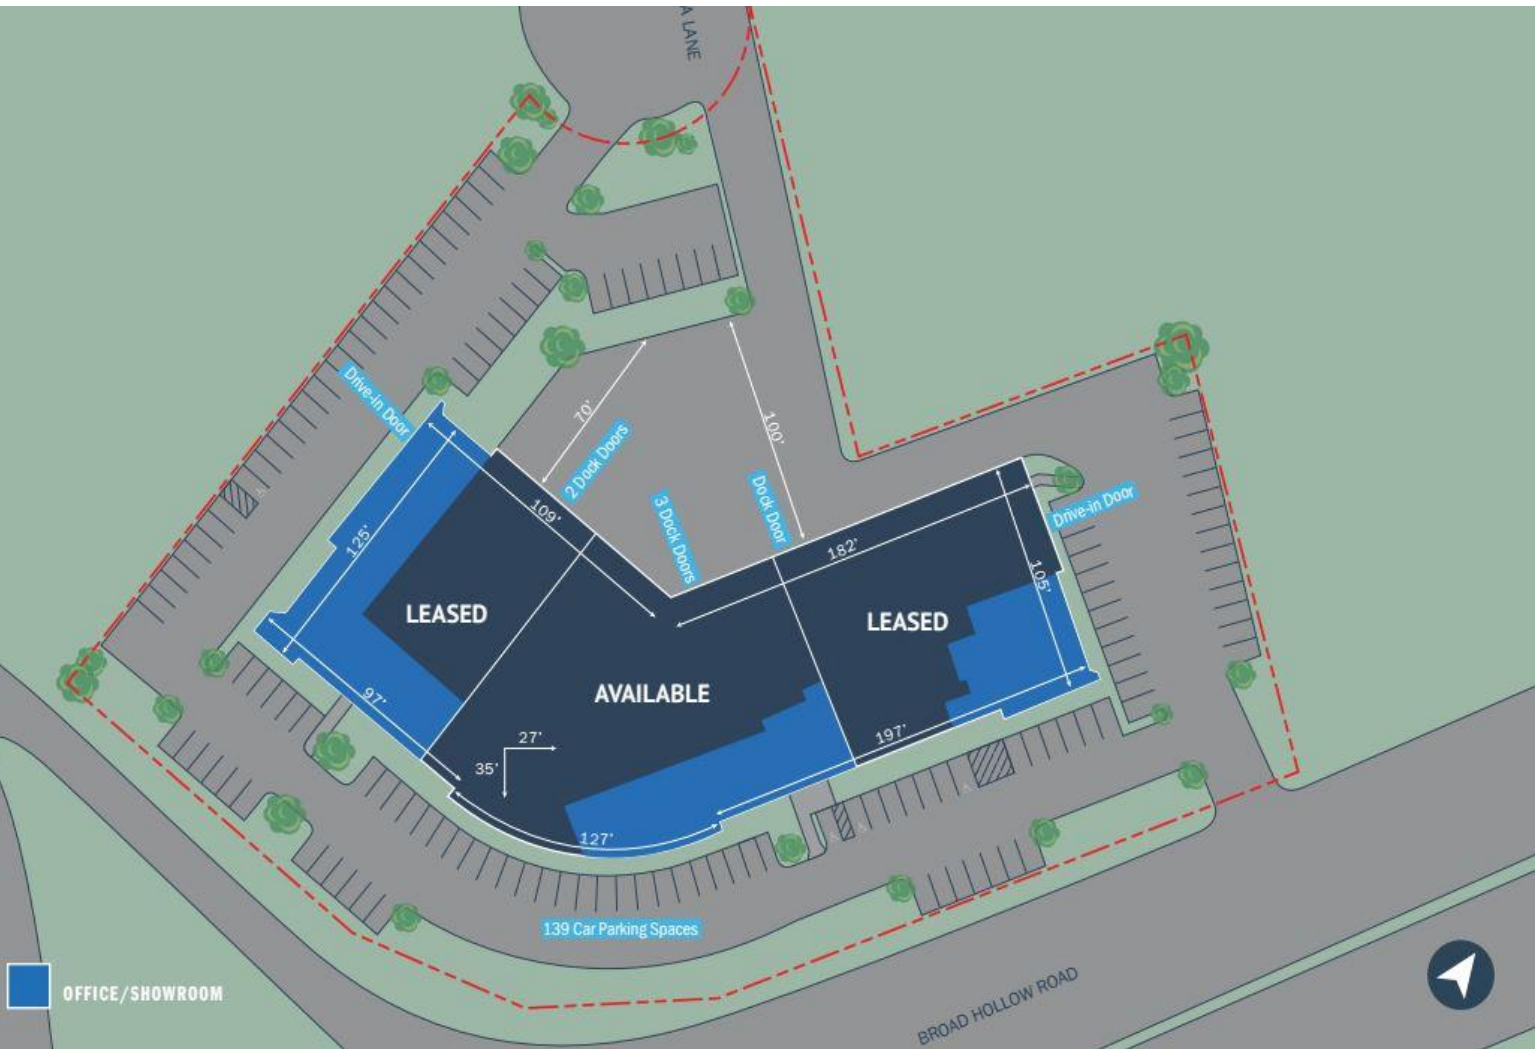 A LANE
Drive-in Door
70'
2 Dock Doors
100'
109'
3 Dock Doors
Dock Door
182'
Drive-in Door
125'
105'
LEASED
LEASED
AVAILABLE
97'
27'
35'
197'
127'
139 Car Parking Spaces
OFFICE/SHOWROOM
BROAD HOLLOW ROAD